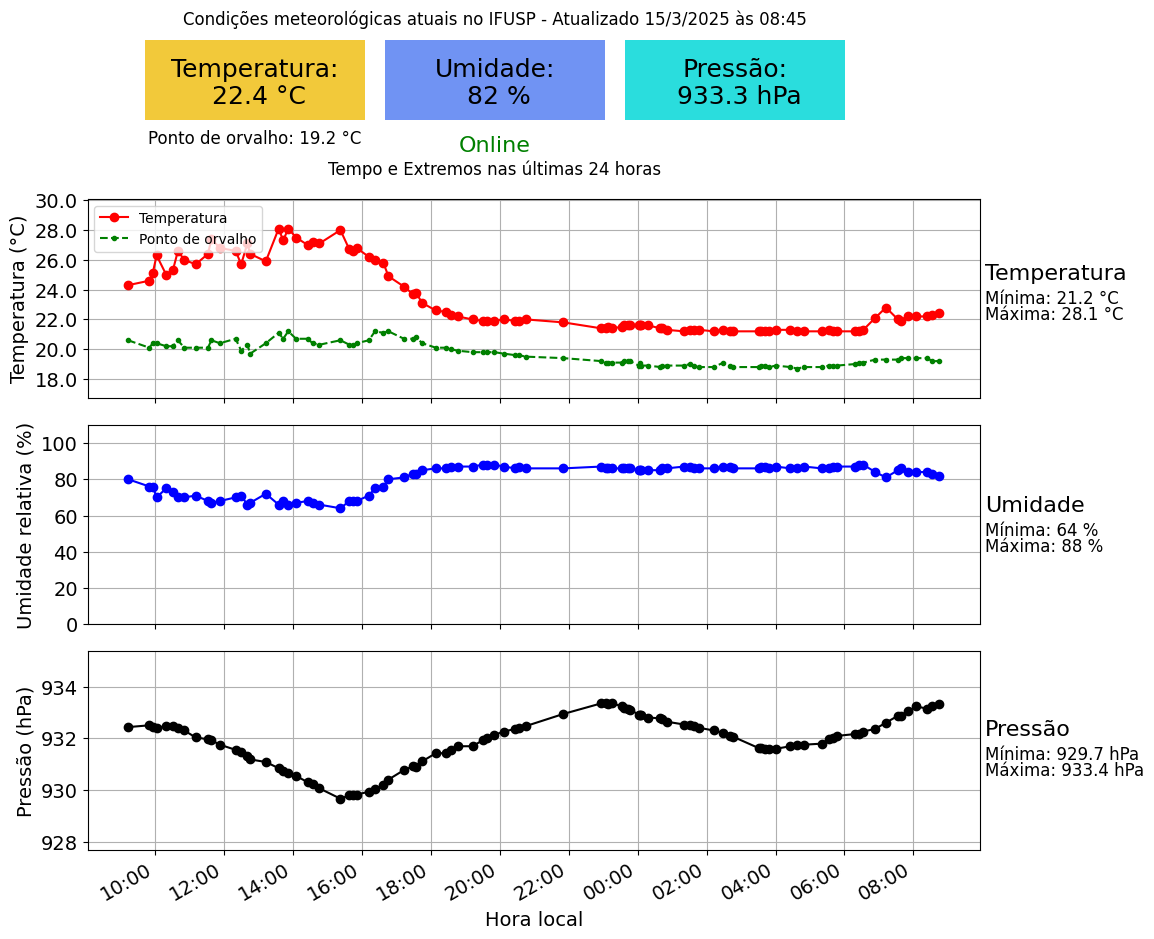 Condições meteorológicas atuais no IFUSP - Atualizado 15/3/2025 às 08:45
Temperatura:
22.4 °C
Umidade:
82 %
Pressão:
933.3 hPa
Ponto de orvalho: 19.2 °C
Online
Tempo e Extremos nas últimas 24 horas
Temperatura (°C)
30.0
28.0
26.0
24.0
22.0
20.0
18.0
Temperatura
Ponto de orvalho
Temperatura
Mínima: 21.2 °C
Máxima: 28.1 °C
Umidade relativa (%)
100
80
60
40
20
0
Umidade
Mínima: 64 %
Máxima: 88 %
Pressão (hPa)
934
932
930
928
Pressão
Mínima: 929.7 hPa
Máxima: 933.4 hPa
10:00 12:00 14:00 16:00 18:00 20:00 22:00 00:00 02:00 04:00 06:00 08:00
Hora local